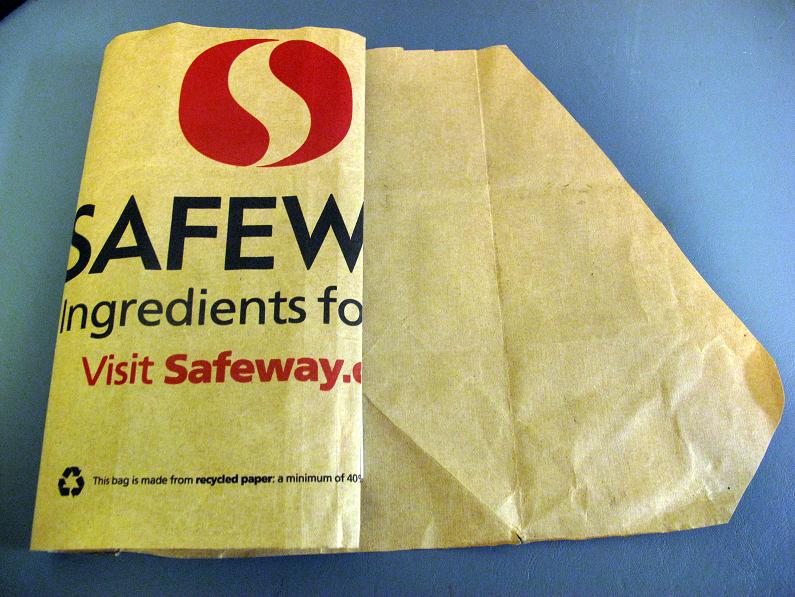 SAFEW
Ingredients fo
Visit Safeway.c
This bag is made from recycled paper: a minimum of 40%